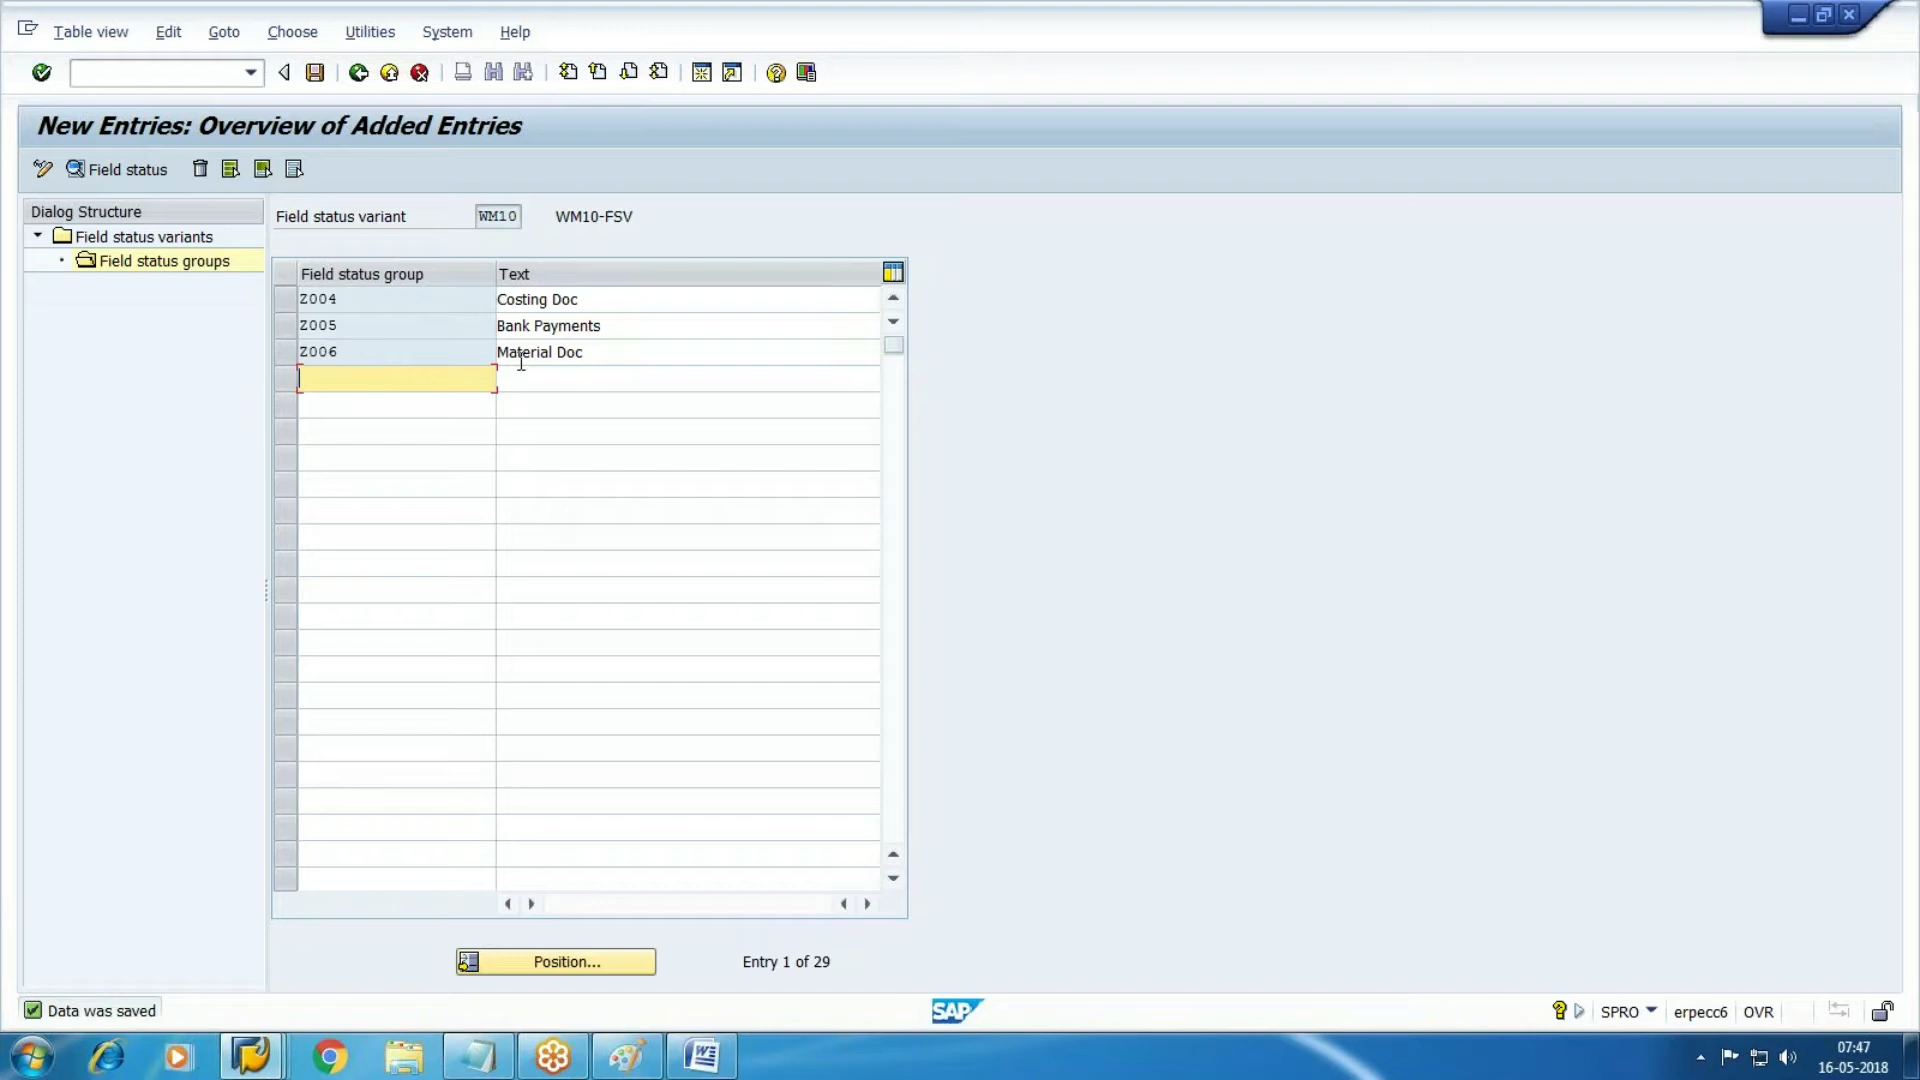 Table view Edit Goto Choose Utilities System Help
New Entries: Overview of Added Entries
Field status
Dialog Structure
Field status variants
Field status groups
Field status variant WM10 WM10-FSV
Field status group Text
Z004 Costing Doc
Z005 Bank Payments
Z006 Material Doc
Position... Entry 1 of 29
Data was saved
SAP
SPRO erpecc6 OVR
07:47
16-05-2018